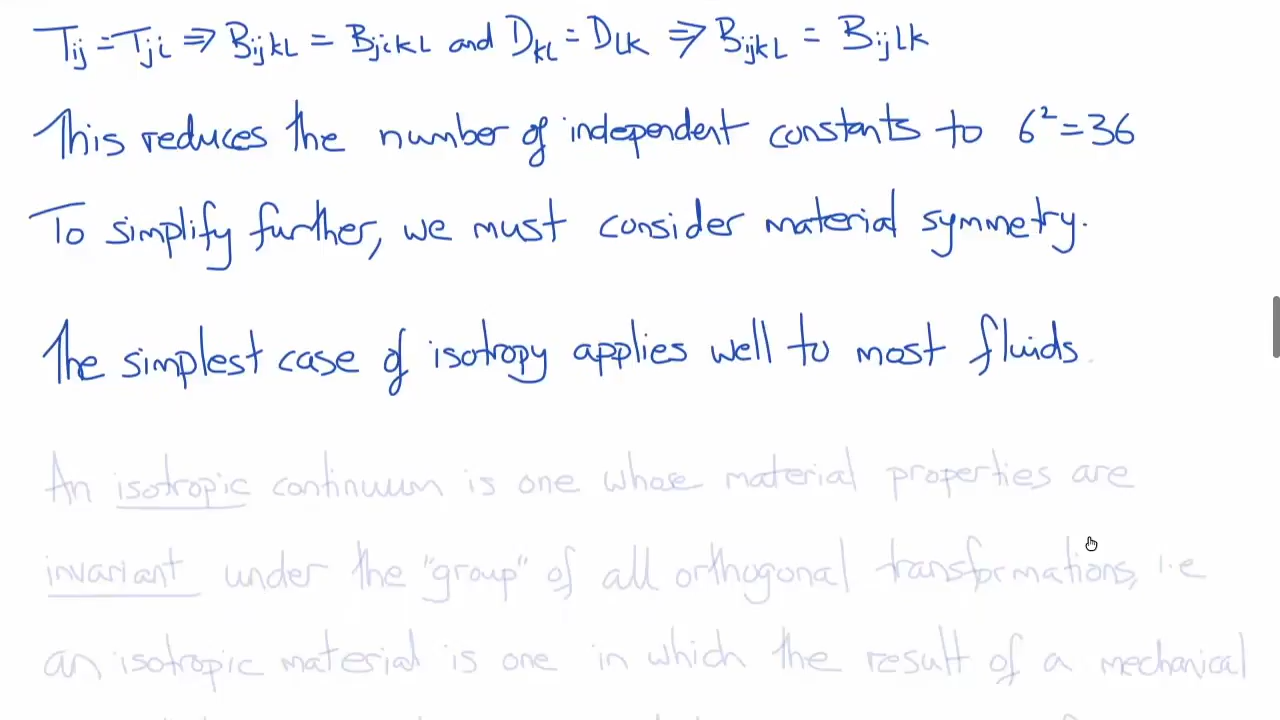 Tij = Tji ⇒ BijkL = BjikL and DkL = DLK ⇒ BijkL = BijLK
This reduces the number of independent constants to 6² = 36
To simplify further, we must consider material symmetry.
The simplest case of isotropy applies well to most fluids.
An isotropic continuum is one whose material properties are
invariant under the "group" of all orthogonal transformations, i.e
an isotropic material is one in which the result of a mechanical